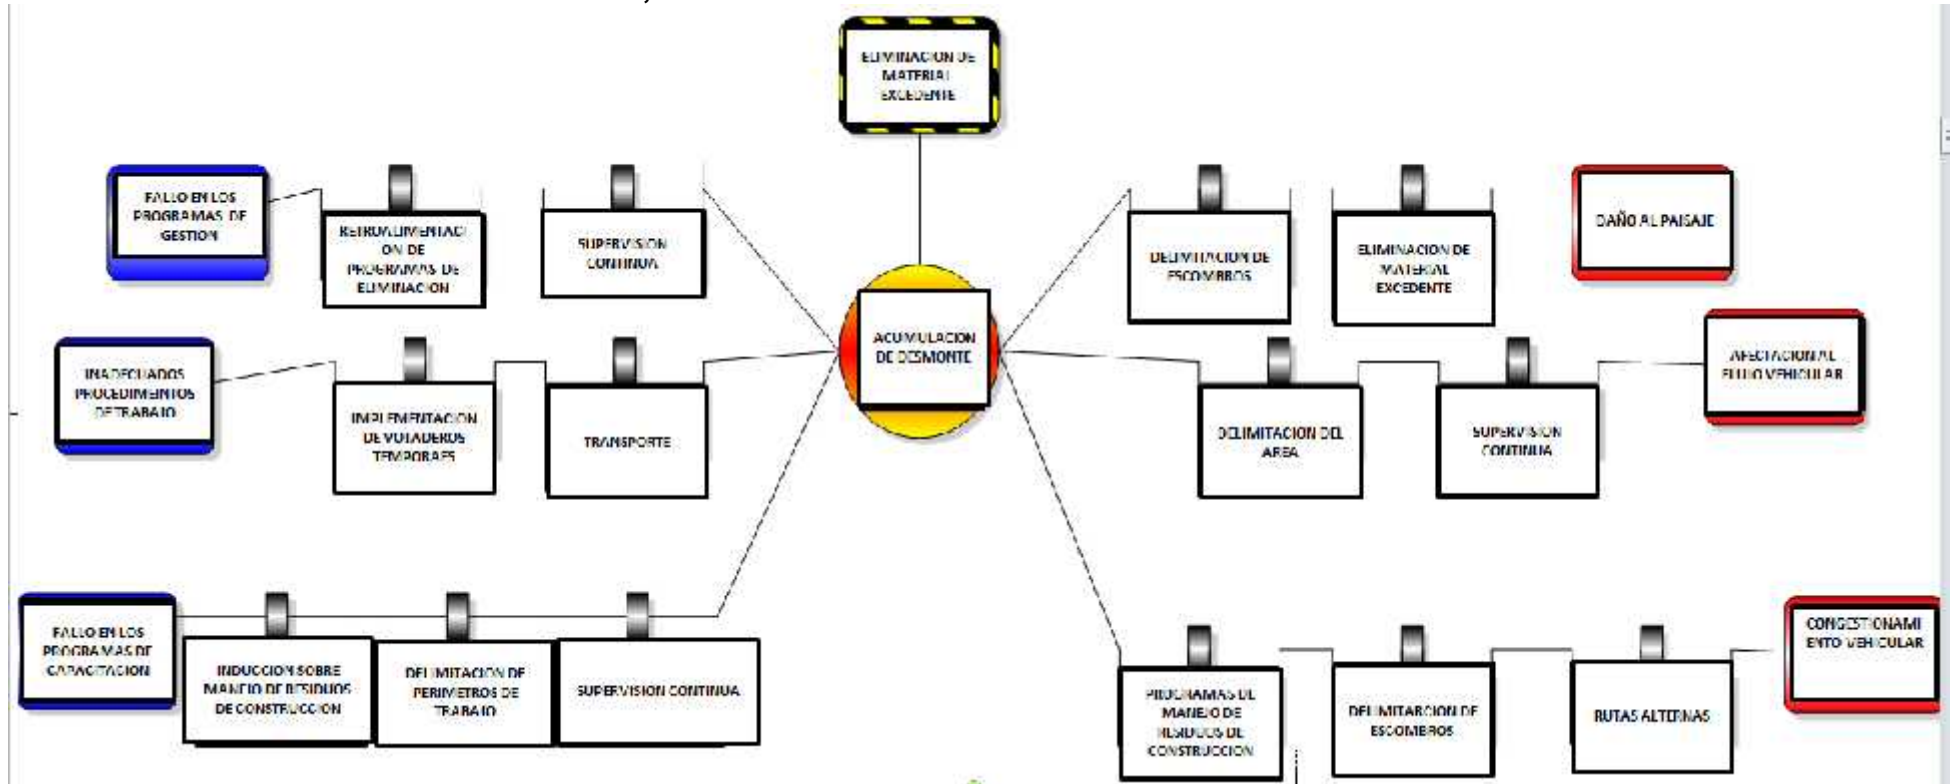 ELIMINACION DE
MATERIAL
EXCEDENTE
FALLO EN LOS
PROGRAMAS DE
GESTION
RETROALIMENTACI
ON DE
PROGRAMAS DE
ELIMINACION
SUPERVISION
CONTINUA
DELIMITACION DE
ESCOMBROS
ELIMINACION DE
MATERIAL
EXCEDENTE
DAÑO AL PAISAJE
INADECUADOS
PROCEDIMEINTOS
DE TRABAJO
IMPLEMENTACION
DE VOTADEROS
TEMPORAES
TRANSPORTE
ACUMULACION
DE DESMONTE
DELIMITACION DEL
AREA
SUPERVISION
CONTINUA
AFECTACION AL
FLUJO VEHICULAR
FALLO EN LOS
PROGRAMAS DE
CAPACITACION
INDUCCION SOBRE
MANEJO DE RESIDUOS
DE CONSTRUCCION
DELIMITACION DE
PERIMETROS DE
TRABAJO
SUPERVISION CONTINUA
PROGRAMAS DE
MANEJO DE
RESIDUOS DE
CONSTRUCCION
DELIMITARCION DE
ESCOMBROS
RUTAS ALTERNAS
CONGESTIONAMI
ENTO VEHICULAR